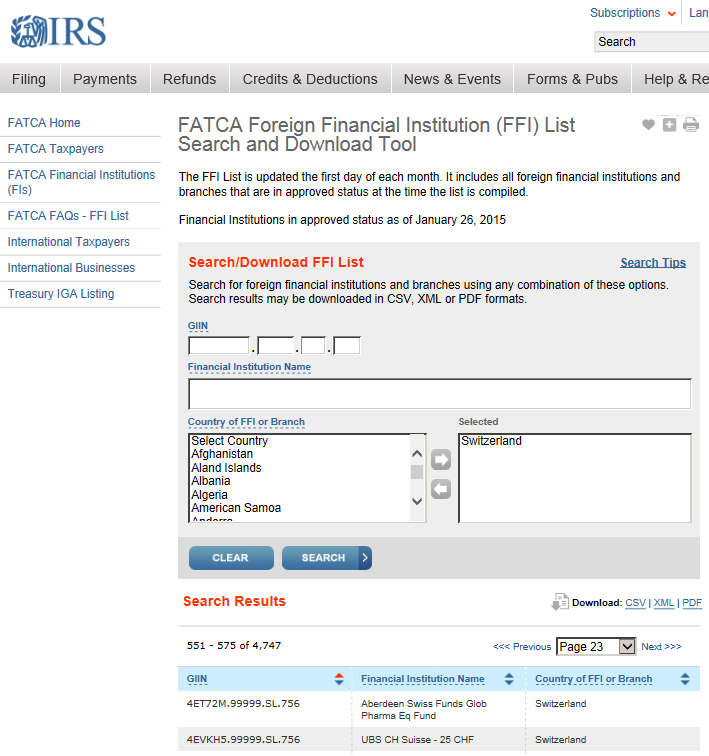 IRS
Subscriptions
Lan
Search
Filing
Payments
Refunds
Credits & Deductions
News & Events
Forms & Pubs
Help & Re
FATCA Home
FATCA Taxpayers
FATCA Financial Institutions
(FIs)
FATCA FAQs - FFI List
International Taxpayers
International Businesses
Treasury IGA Listing
FATCA Foreign Financial Institution (FFI) List
Search and Download Tool
The FFI List is updated the first day of each month. It includes all foreign financial institutions and
branches that are in approved status at the time the list is compiled.
Financial Institutions in approved status as of January 26, 2015
Search/Download FFI List
Search Tips
Search for foreign financial institutions and branches using any combination of these options.
Search results may be downloaded in CSV, XML or PDF formats.
GIIN
. . .
Financial Institution Name
Country of FFI or Branch
Selected
Select Country
Afghanistan
Aland Islands
Albania
Algeria
American Samoa
Andorra
Switzerland
CLEAR
SEARCH
Search Results
Download: CSV | XML | PDF
551 - 575 of 4,747
<<< Previous
Page 23
Next >>>
GIIN
Financial Institution Name
Country of FFI or Branch
4ET72M.99999.SL.756
Aberdeen Swiss Funds Glob
Pharma Eq Fund
Switzerland
4EVKH5.99999.SL.756
UBS CH Suisse - 25 CHF
Switzerland